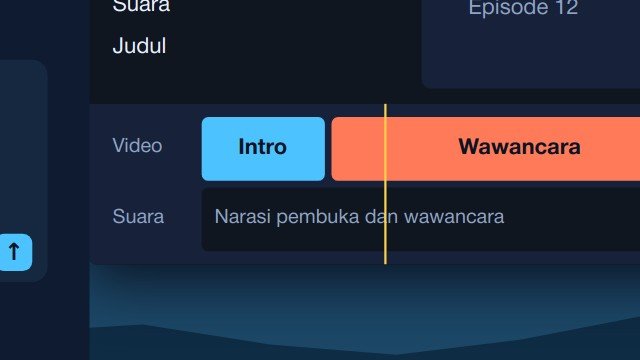 Suara
Episode 12
Judul
Video
Intro
Wawancara
Suara
Narasi pembuka dan wawancara
↑